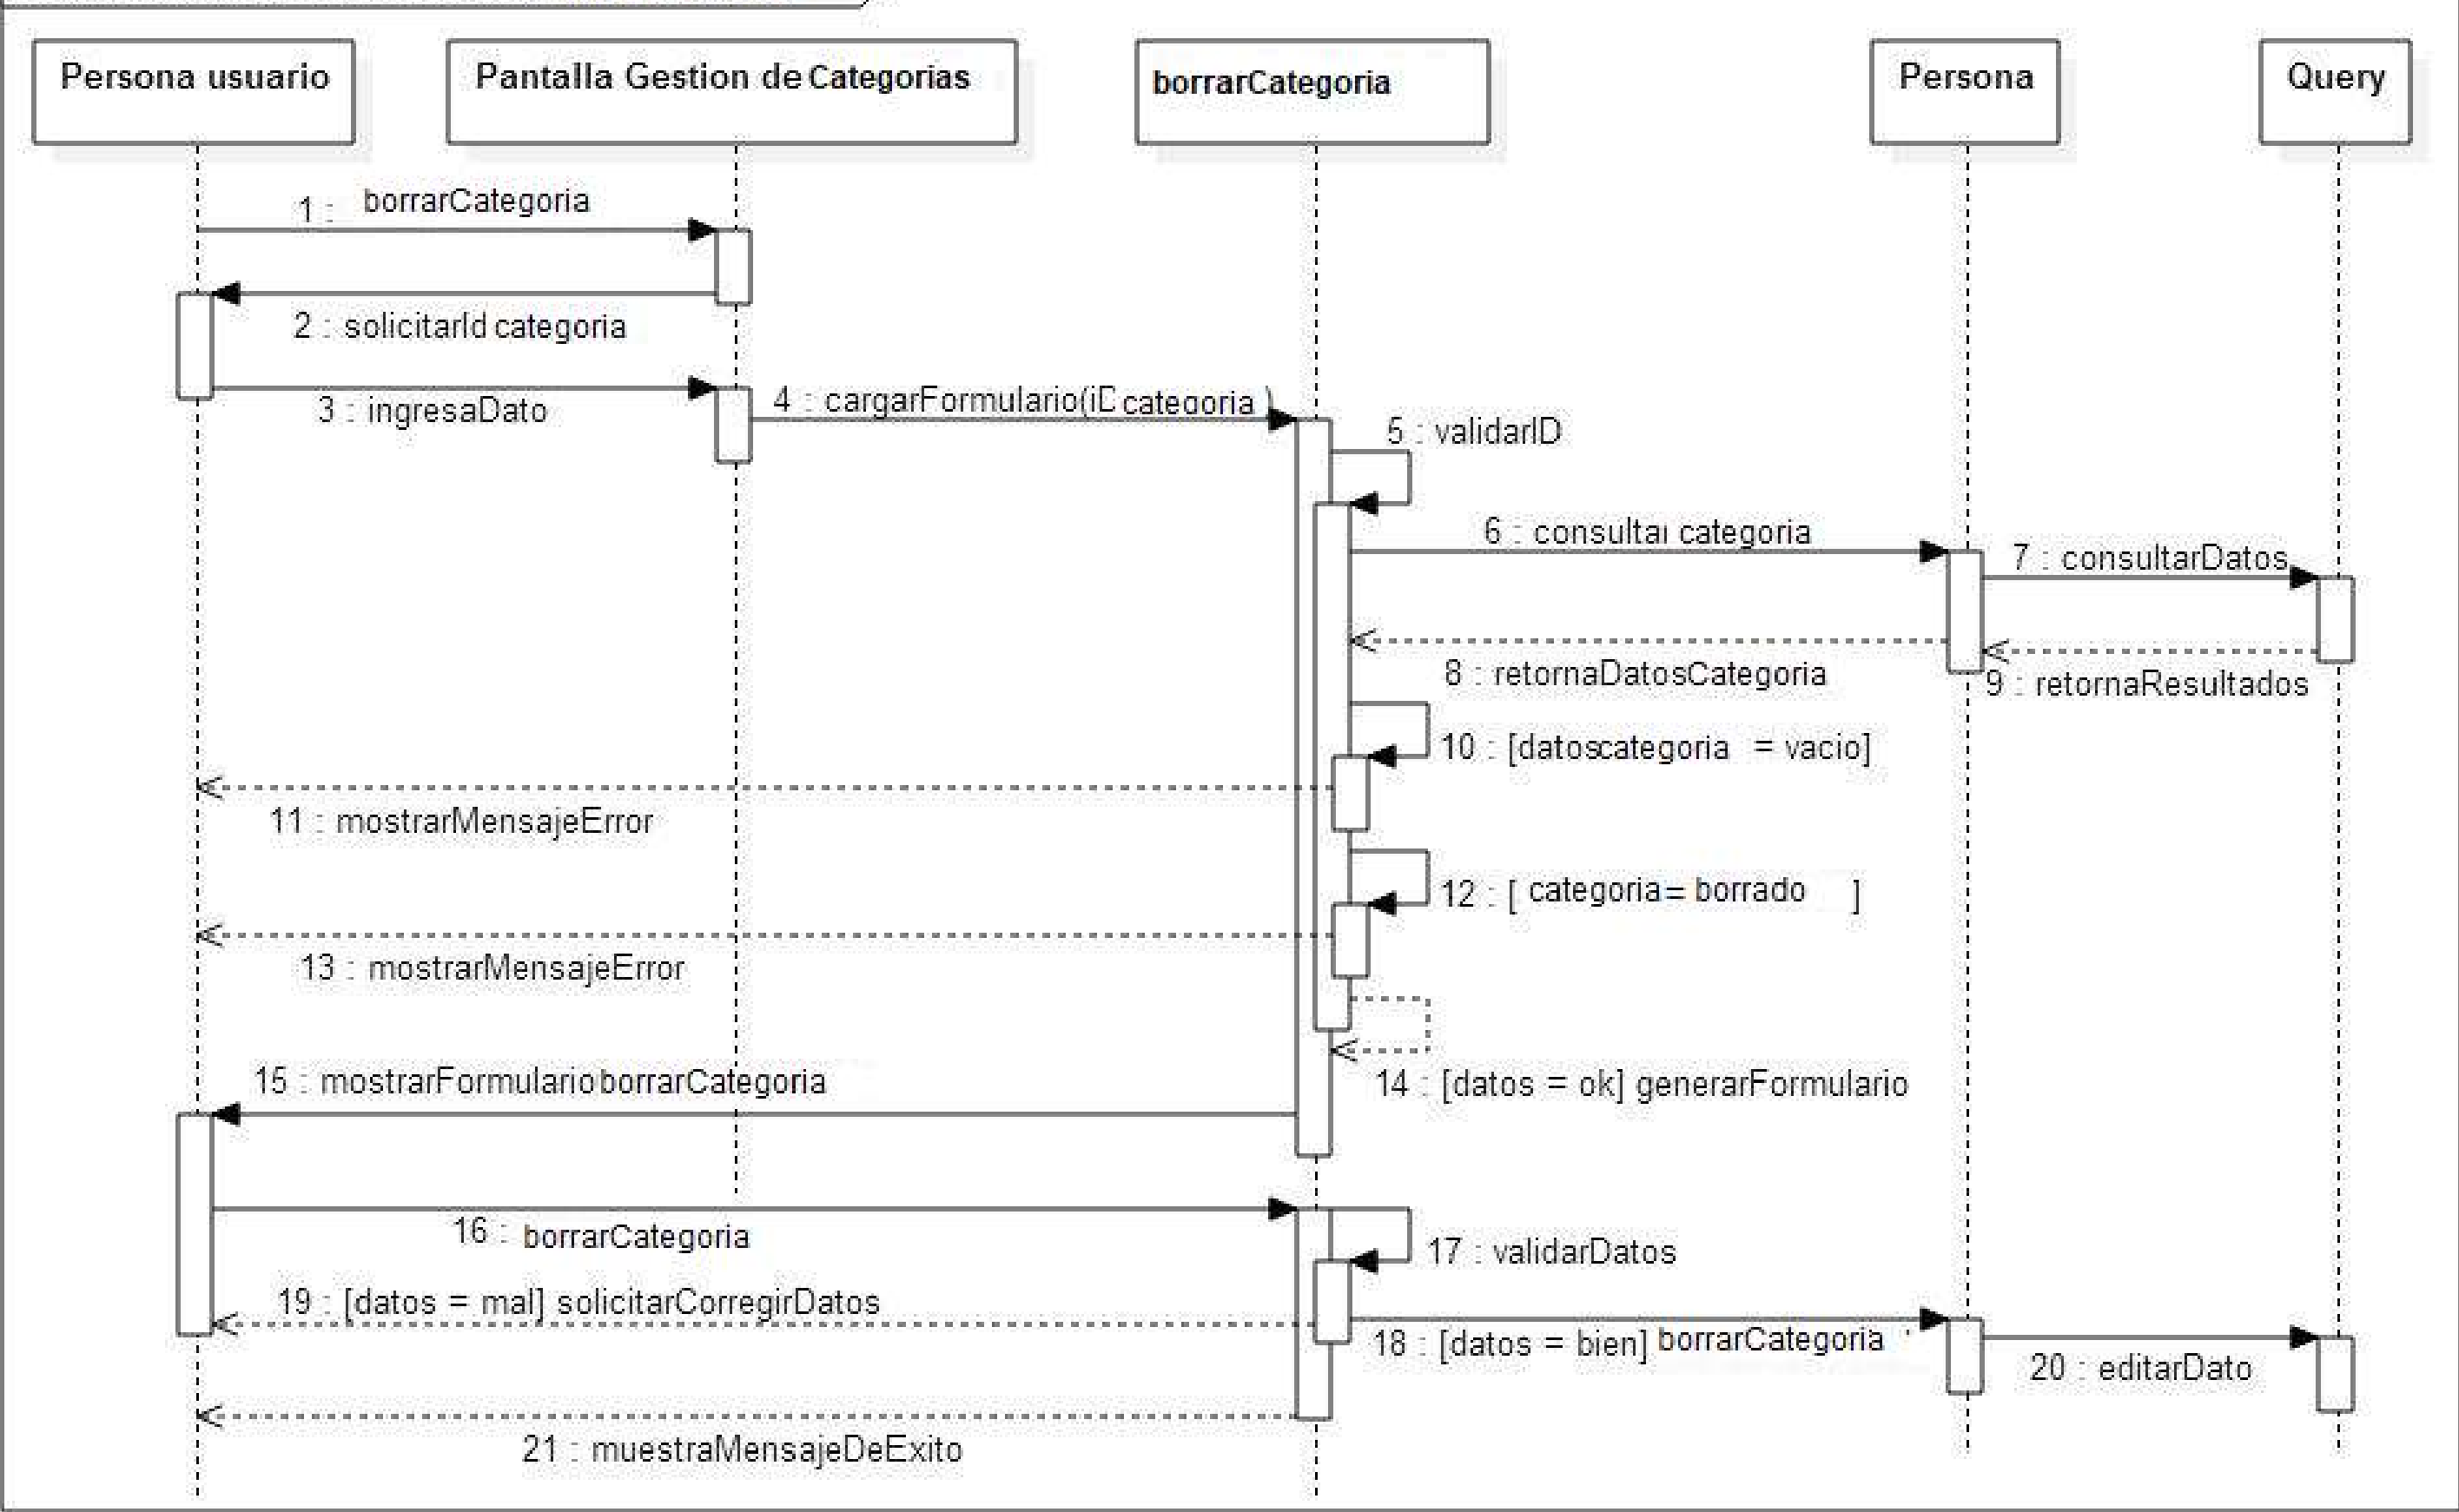 Persona usuario
Pantalla Gestion de Categorias
borrarCategoria
Persona
Query
1 : borrarCategoria
2 : solicitarId categoria
3 : ingresaDato
4 : cargarFormulario(iD categoria )
5 : validarID
6 : consultar categoria
7 : consultarDatos
8 : retornaDatosCategoria
9 : retornaResultados
10 : [datoscategoria = vacio]
11 : mostrarMensajeError
12 : [ categoria= borrado ]
13 : mostrarMensajeError
14 : [datos = ok] generarFormulario
15 : mostrarFormularioborrarCategoria
16 : borrarCategoria
17 : validarDatos
19 : [datos = mal] solicitarCorregirDatos
18 : [datos = bien] borrarCategoria
20 : editarDato
21 : muestraMensajeDeExito